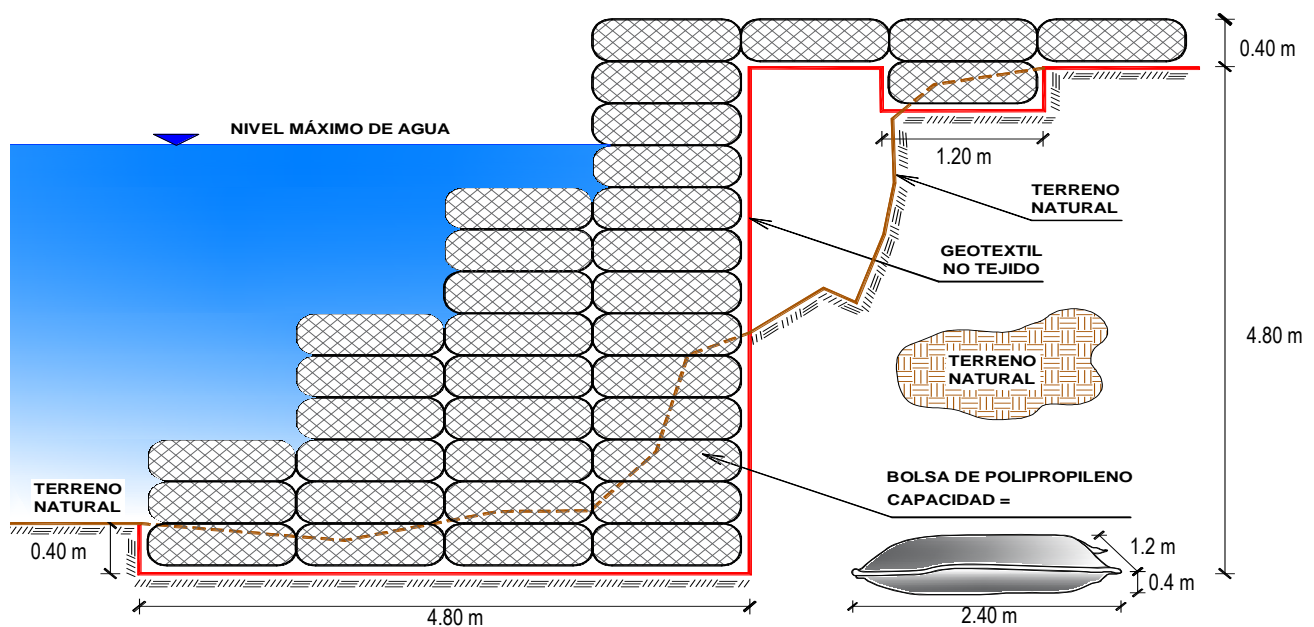 0.40 m
NIVEL MÁXIMO DE AGUA
1.20 m
TERRENO
NATURAL
GEOTEXTIL
NO TEJIDO
4.80 m
TERRENO
NATURAL
BOLSA DE POLIPROPILENO
CAPACIDAD =
TERRENO
NATURAL
0.40 m
1.2 m
0.4 m
2.40 m
4.80 m